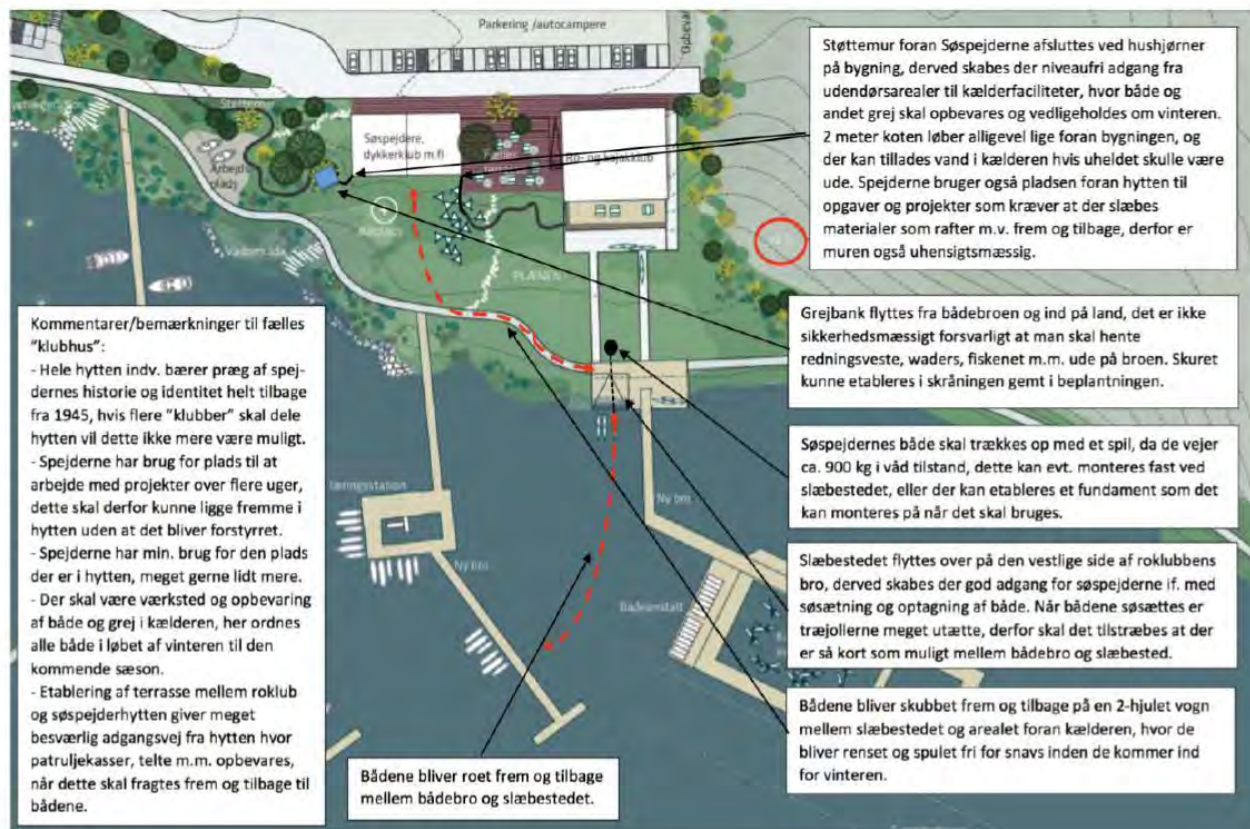 Parkering /autocampere
Opbevar
Støttemur
Arbejds
plads
Søspejdere,
dykkerklub m.fl
Ro- og kajakklub
Bålplads
Vadområde
PLÆNEN
læringsstation
Ny bro
Ny bro
Badeanstalt
Støttemur foran Søspejderne afsluttes ved hushjørner
på bygning, derved skabes der niveaufri adgang fra
udendørsarealer til kælderfaciliteter, hvor både og
andet grej skal opbevares og vedligeholdes om vinteren.
2 meter koten løber alligevel lige foran bygningen, og
der kan tillades vand i kælderen hvis uheldet skulle være
ude. Spejderne bruger også pladsen foran hytten til
opgaver og projekter som kræver at der slæbes
materialer som rafter m.v. frem og tilbage, derfor er
muren også uhensigtsmæssig.
Grejbank flyttes fra bådebroen og ind på land, det er ikke
sikkerhedsmæssigt forsvarligt at man skal hente
redningsveste, waders, fiskenet m.m. ude på broen. Skuret
kunne etableres i skråningen gemt i beplantningen.
Søspejdernes både skal trækkes op med et spil, da de vejer
ca. 900 kg i våd tilstand, dette kan evt. monteres fast ved
slæbestedet, eller der kan etableres et fundament som det
kan monteres på når det skal bruges.
Slæbestedet flyttes over på den vestlige side af roklubbens
bro, derved skabes der god adgang for søspejderne if. med
søsætning og optagning af både. Når bådene søsættes er
træjollerne meget utætte, derfor skal det tilstræbes at der
er så kort som muligt mellem bådebro og slæbested.
Bådene bliver skubbet frem og tilbage på en 2-hjulet vogn
mellem slæbestedet og arealet foran kælderen, hvor de
bliver renset og spulet fri for snavs inden de kommer ind
for vinteren.
Kommentarer/bemærkninger til fælles
"klubhus":
- Hele hytten indv. bærer præg af spej-
dernes historie og identitet helt tilbage
fra 1945, hvis flere "klubber" skal dele
hytten vil dette ikke mere være muligt.
- Spejderne har brug for plads til at
arbejde med projekter over flere uger,
dette skal derfor kunne ligge fremme i
hytten uden at det bliver forstyrret.
- Spejderne har min. brug for den plads
der er i hytten, meget gerne lidt mere.
- Der skal være værksted og opbevaring
af både og grej i kælderen, her ordnes
alle både i løbet af vinteren til den
kommende sæson.
- Etablering af terrasse mellem roklub
og søspejderhytten giver meget
besværlig adgangsvej fra hytten hvor
patruljekasser, telte m.m. opbevares,
når dette skal fragtes frem og tilbage til
bådene.
Bådene bliver roet frem og tilbage
mellem bådebro og slæbestedet.